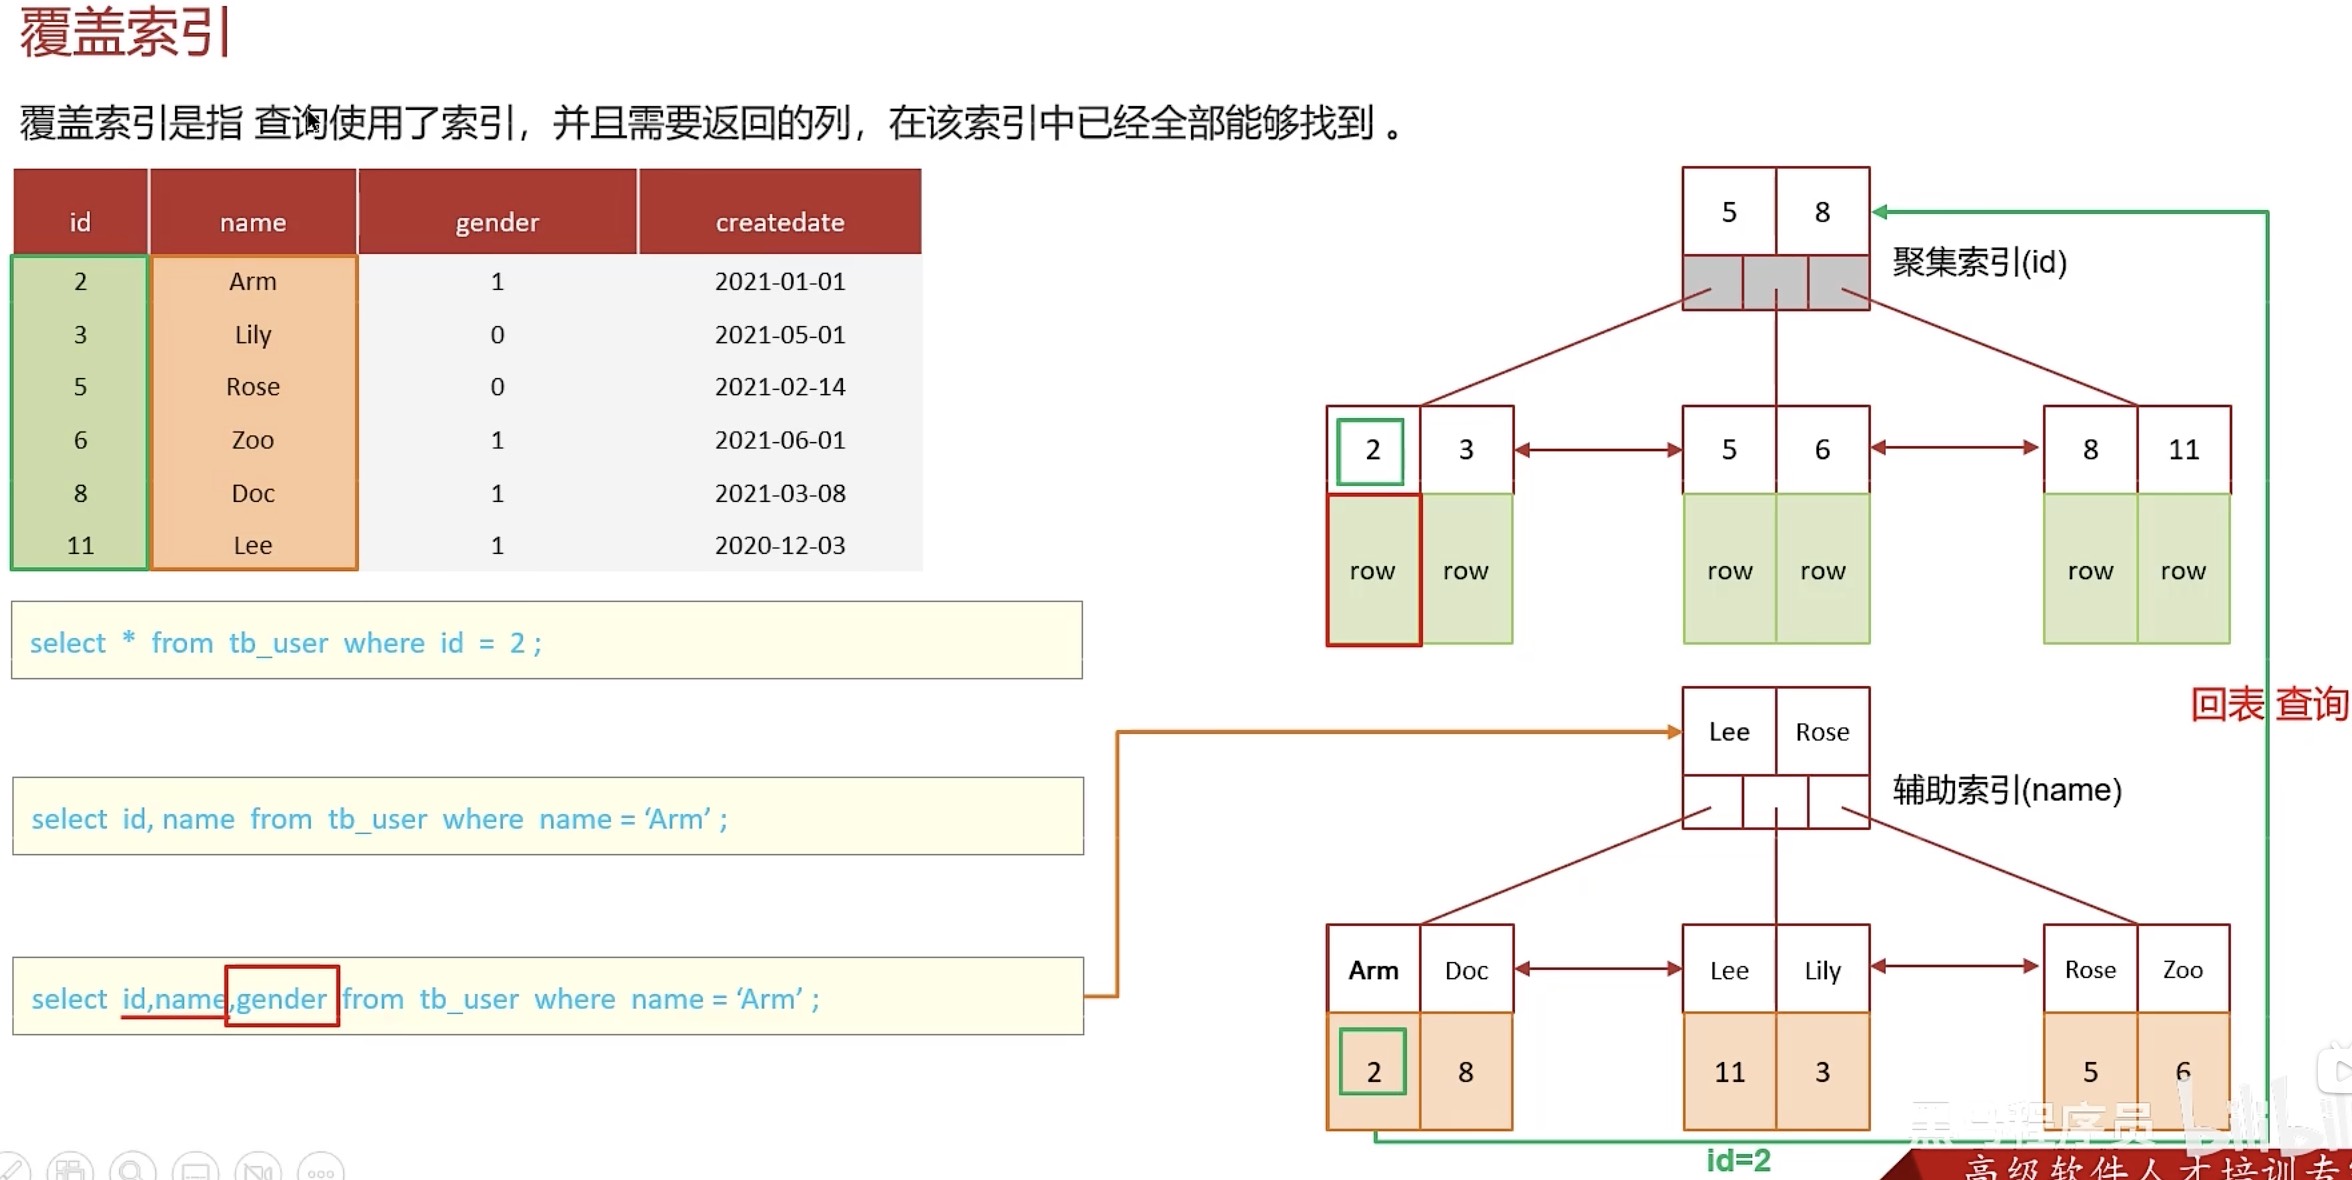 覆盖索引
覆盖索引是指 查询使用了索引，并且需要返回的列，在该索引中已经全部能够找到 。
id name gender createdate
2 Arm 1 2021-01-01
3 Lily 0 2021-05-01
5 Rose 0 2021-02-14
6 Zoo 1 2021-06-01
8 Doc 1 2021-03-08
11 Lee 1 2020-12-03
select * from tb_user where id = 2 ;
select id, name from tb_user where name = ‘Arm’ ;
select id,name,gender from tb_user where name = ‘Arm’ ;
5 8
聚集索引(id)
2 3 5 6 8 11
row row row row row row
回表 查询
Lee Rose
辅助索引(name)
Arm Doc Lee Lily Rose Zoo
2 8 11 3 5 6
id=2
黑马程序员
bilibili
高级软件人才培训专